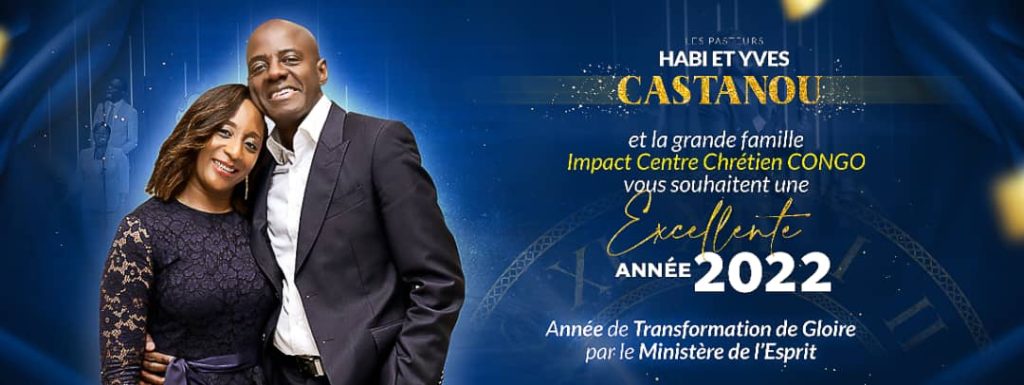 LES PASTEURS
HABI ET YVES
CASTANOU
et la grande famille
Impact Centre Chrétien CONGO
vous souhaitent une
Excellente
ANNÉE 2022
Année de Transformation de Gloire
par le Ministère de l'Esprit